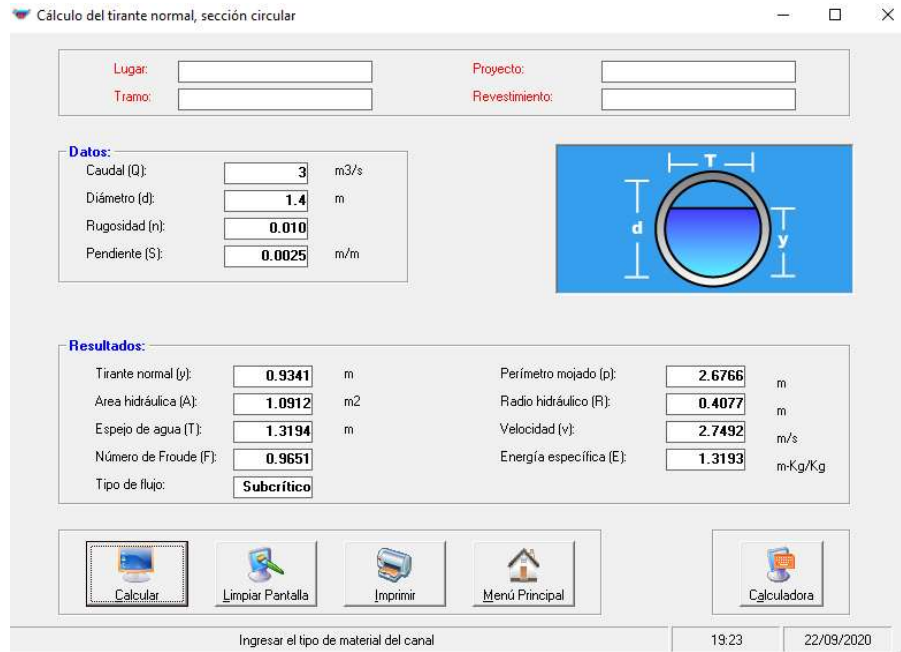 Cálculo del tirante normal, sección circular
Lugar: Proyecto:
Tramo: Revestimiento:
Datos:
Caudal (Q): 3 m3/s
Diámetro (d): 1.4 m
Rugosidad (n): 0.010
Pendiente (S): 0.0025 m/m
T
d
y
Resultados:
Tirante normal (y): 0.9341 m Perímetro mojado (p): 2.6766 m
Area hidráulica (A): 1.0912 m2 Radio hidráulico (R): 0.4077 m
Espejo de agua (T): 1.3194 m Velocidad (v): 2.7492 m/s
Número de Froude (F): 0.9651 Energía específica (E): 1.3193 m-Kg/Kg
Tipo de flujo: Subcrítico
Calcular Limpiar Pantalla Imprimir Menú Principal Calculadora
Ingresar el tipo de material del canal 19:23 22/09/2020